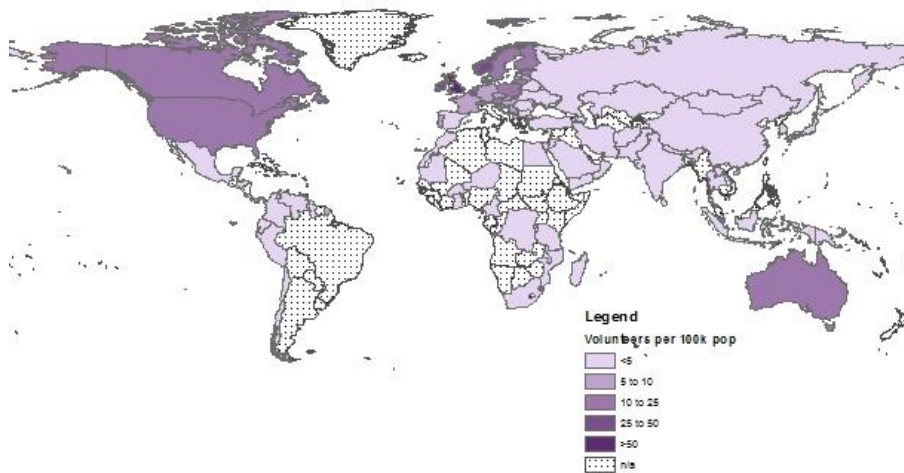 Legend
Volunteers per 100k pop
<5
5 to 10
10 to 25
25 to 50
>50
n/a